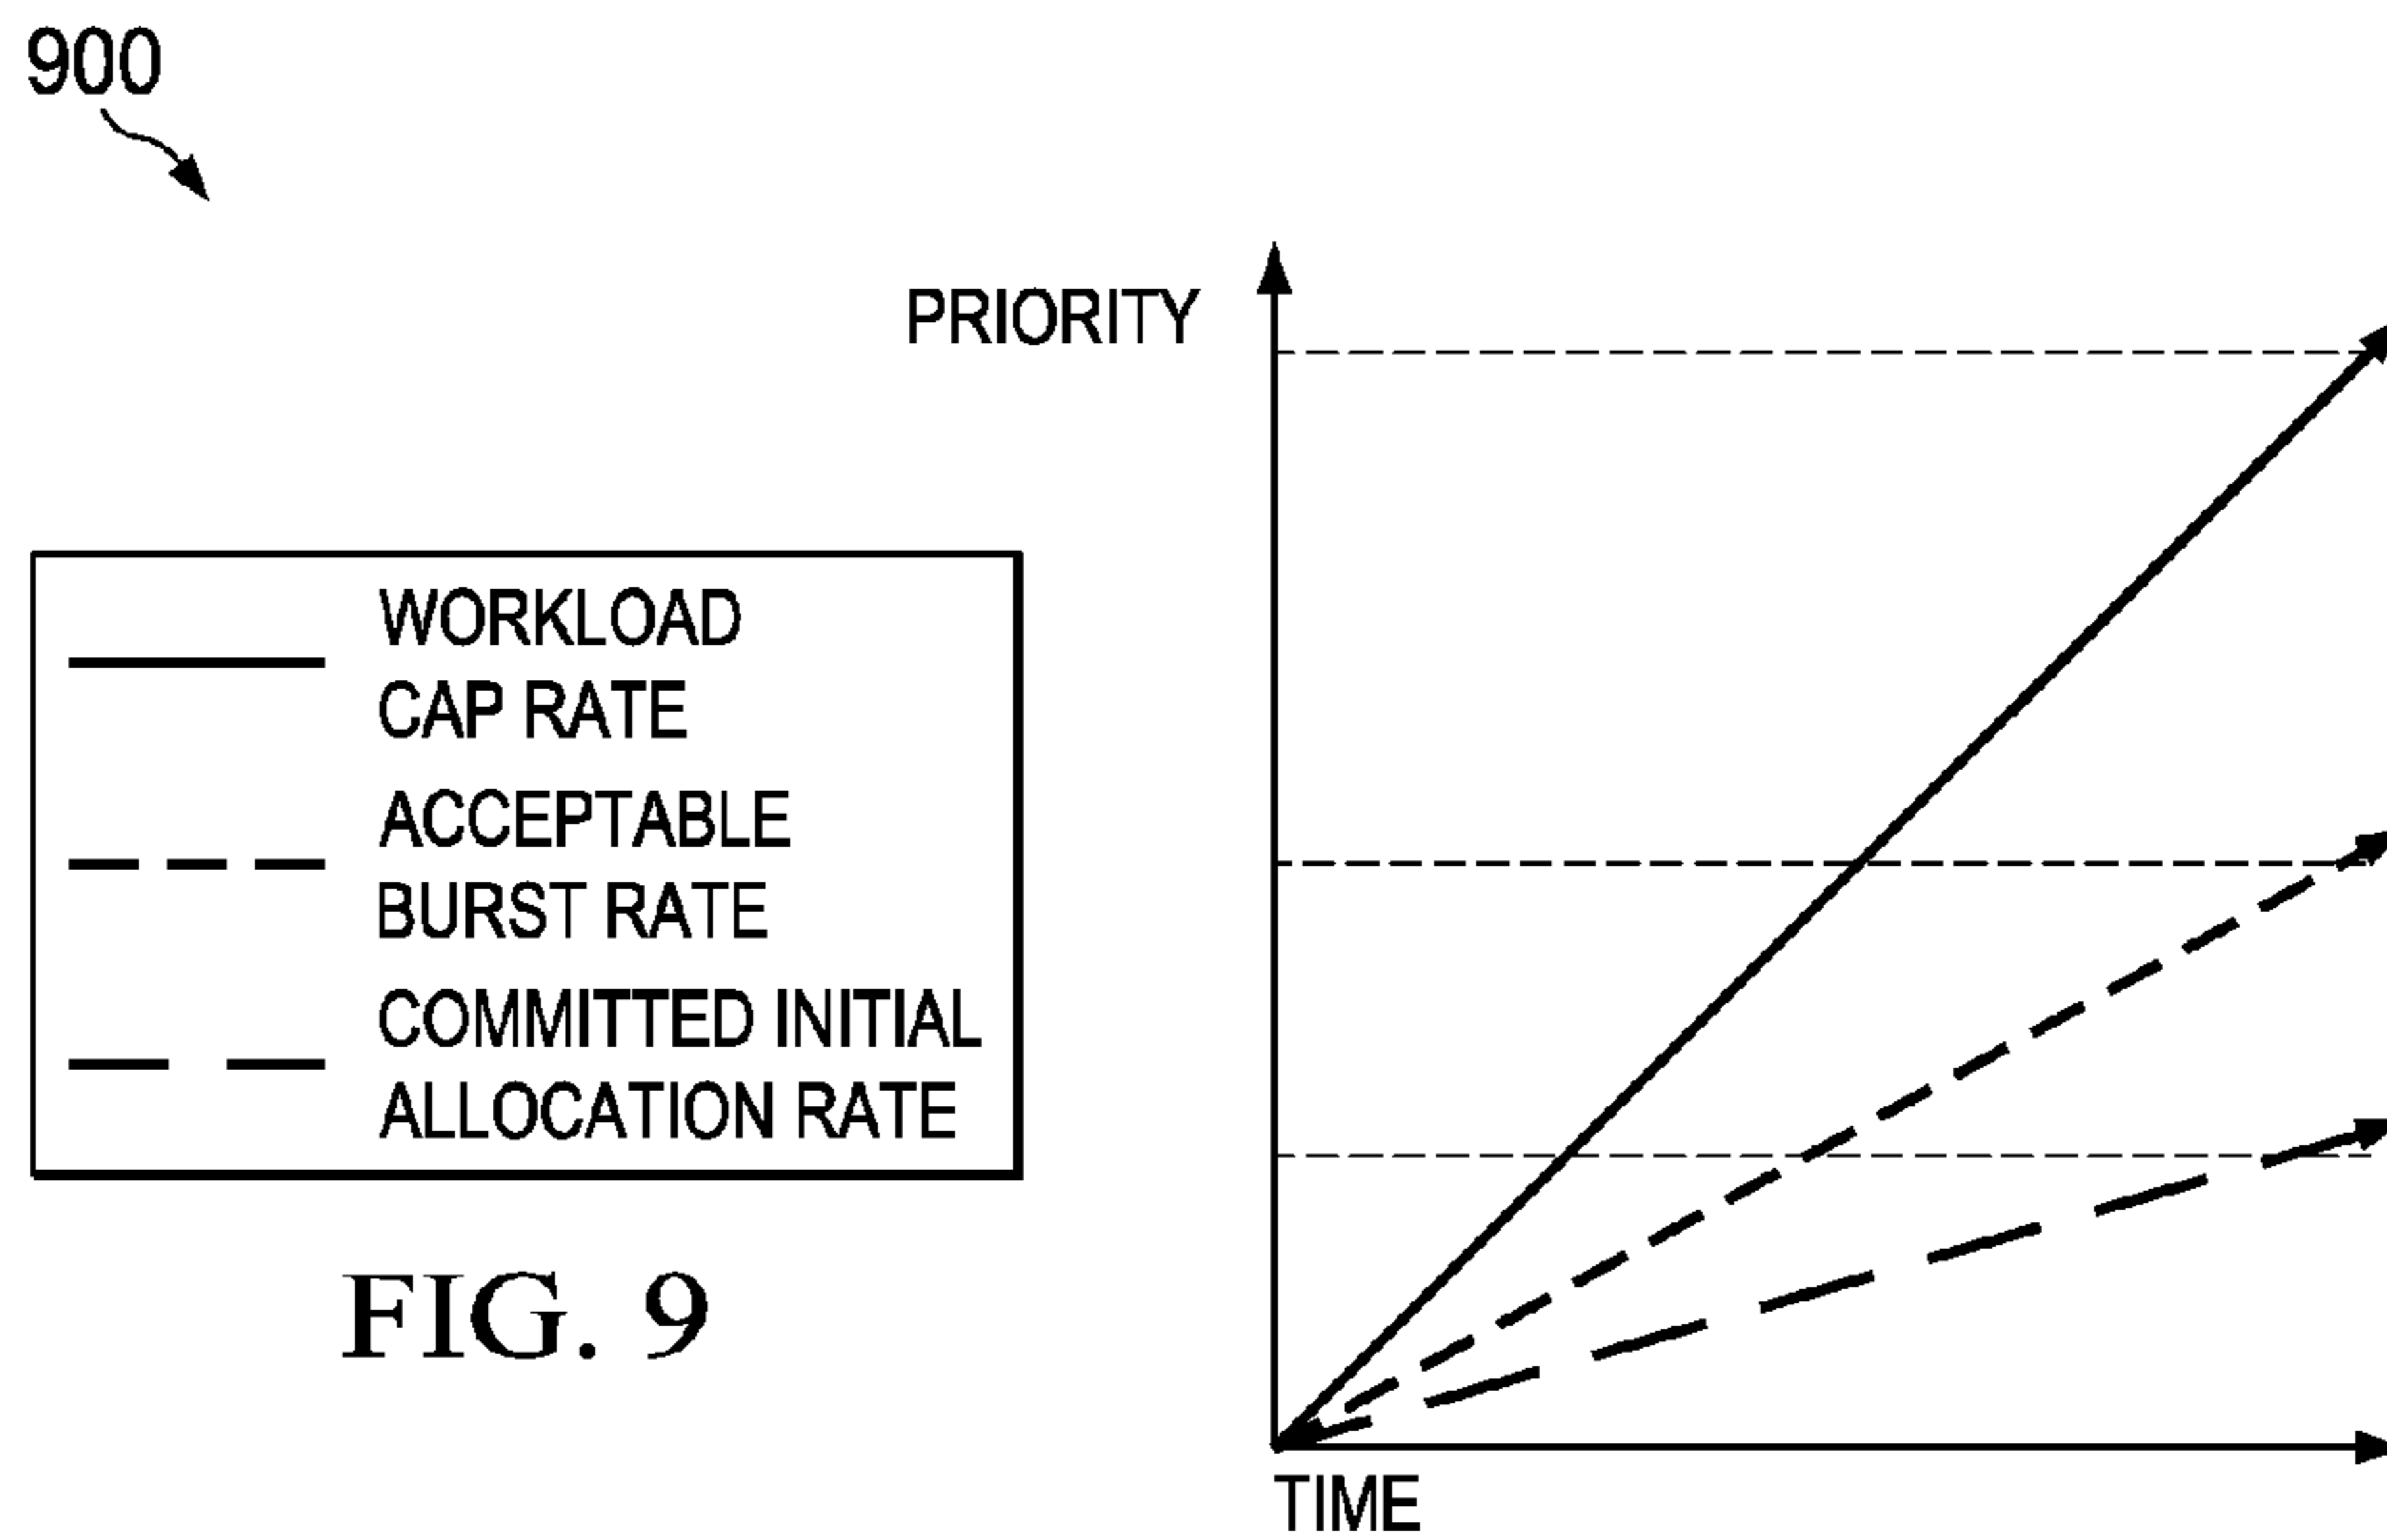 900
PRIORITY
WORKLOAD
CAP RATE
ACCEPTABLE
BURST RATE
COMMITTED INITIAL
ALLOCATION RATE
FIG. 9
TIME